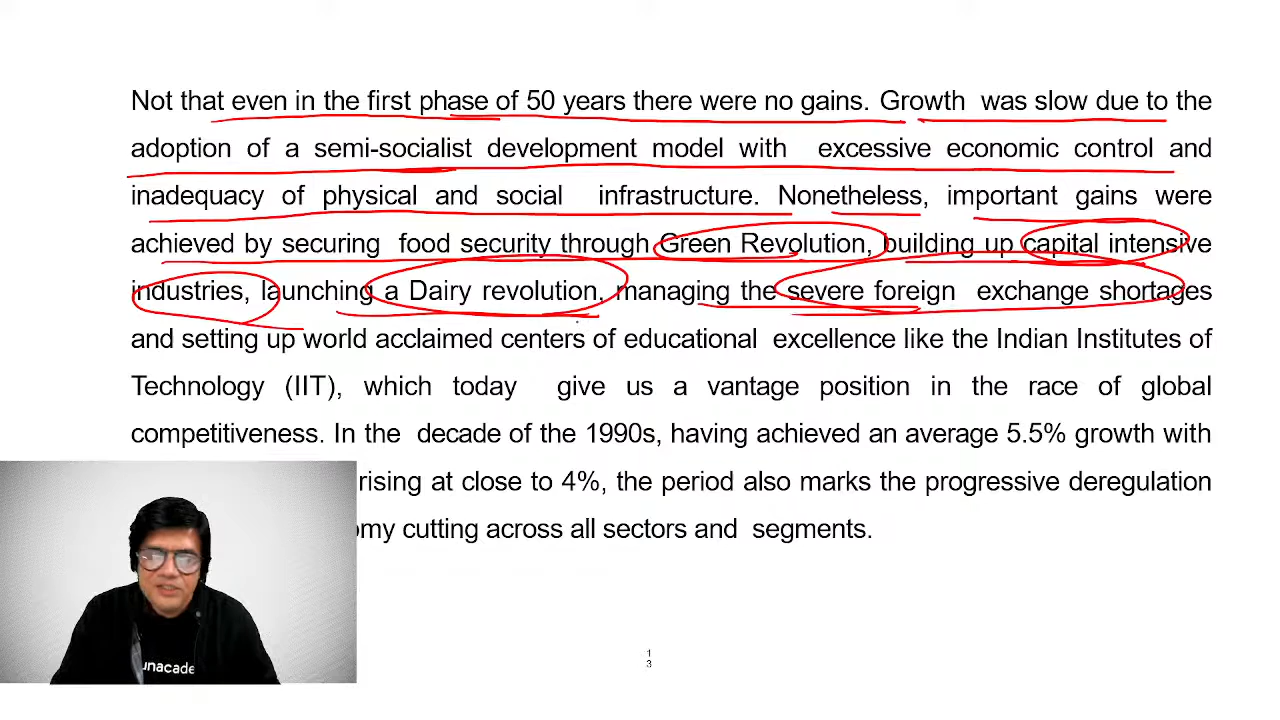 Not that even in the first phase of 50 years there were no gains. Growth was slow due to the
adoption of a semi-socialist development model with excessive economic control and
inadequacy of physical and social infrastructure. Nonetheless, important gains were
achieved by securing food security through Green Revolution, building up capital intensive
industries, launching a Dairy revolution, managing the severe foreign exchange shortages
and setting up world acclaimed centers of educational excellence like the Indian Institutes of
Technology (IIT), which today give us a vantage position in the race of global
competitiveness. In the decade of the 1990s, having achieved an average 5.5% growth with
rising at close to 4%, the period also marks the progressive deregulation
omy cutting across all sectors and segments.
unacade
1
3